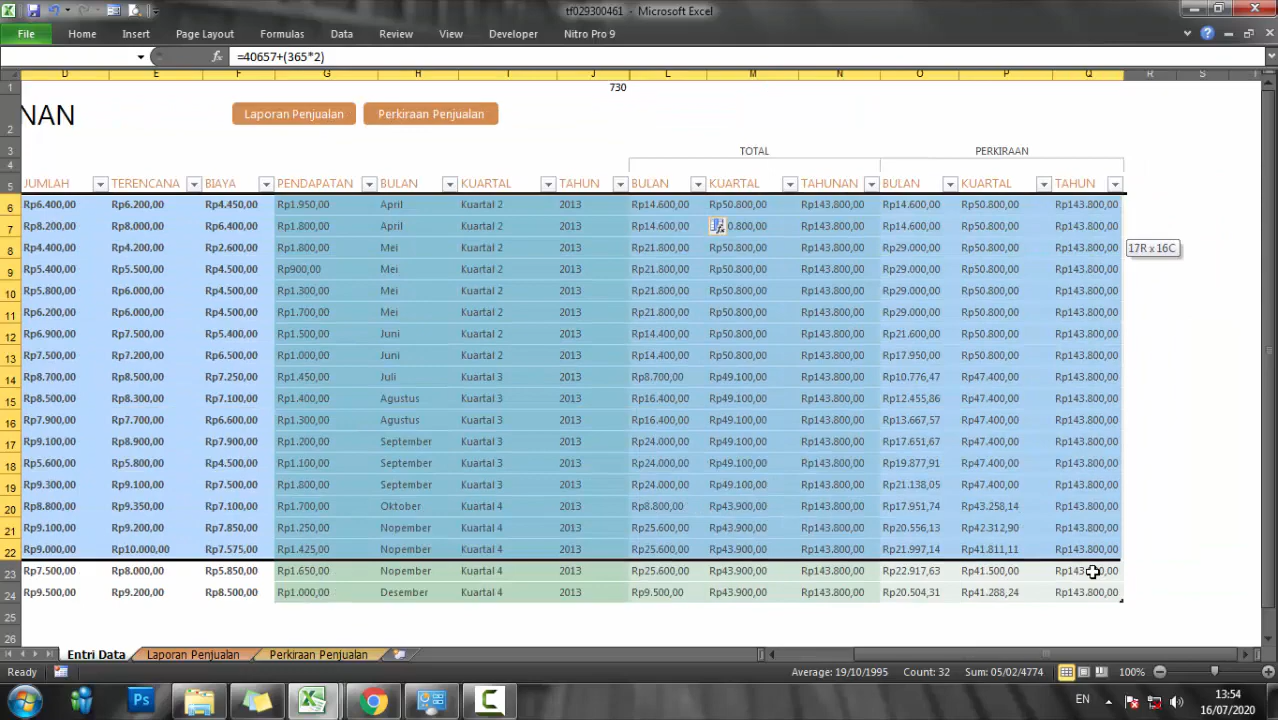 tf029300461 - Microsoft Excel
File Home Insert Page Layout Formulas Data Review View Developer Nitro Pro 9
fx =40657+(365*2)
D E F G H I J L M N O P Q R S
1 730
2 NAN Laporan Penjualan Perkiraan Penjualan
3 TOTAL PERKIRAAN
4
5 JUMLAH TERENCANA BIAYA PENDAPATAN BULAN KUARTAL TAHUN BULAN KUARTAL TAHUNAN BULAN KUARTAL TAHUN
6 Rp6.400,00 Rp6.200,00 Rp4.450,00 Rp1.950,00 April Kuartal 2 2013 Rp14.600,00 Rp50.800,00 Rp143.800,00 Rp14.600,00 Rp50.800,00 Rp143.800,00
7 Rp8.200,00 Rp8.000,00 Rp6.400,00 Rp1.800,00 April Kuartal 2 2013 Rp14.600,00 0.800,00 Rp143.800,00 Rp14.600,00 Rp50.800,00 Rp143.800,00
8 Rp4.400,00 Rp4.200,00 Rp2.600,00 Rp1.800,00 Mei Kuartal 2 2013 Rp21.800,00 Rp50.800,00 Rp143.800,00 Rp29.000,00 Rp50.800,00 Rp143.800,00 17R x 16C
9 Rp5.400,00 Rp5.500,00 Rp4.500,00 Rp900,00 Mei Kuartal 2 2013 Rp21.800,00 Rp50.800,00 Rp143.800,00 Rp29.000,00 Rp50.800,00 Rp143.800,00
10 Rp5.800,00 Rp6.000,00 Rp4.500,00 Rp1.300,00 Mei Kuartal 2 2013 Rp21.800,00 Rp50.800,00 Rp143.800,00 Rp29.000,00 Rp50.800,00 Rp143.800,00
11 Rp6.200,00 Rp6.000,00 Rp4.500,00 Rp1.700,00 Mei Kuartal 2 2013 Rp21.800,00 Rp50.800,00 Rp143.800,00 Rp29.000,00 Rp50.800,00 Rp143.800,00
12 Rp6.900,00 Rp7.500,00 Rp5.400,00 Rp1.500,00 Juni Kuartal 2 2013 Rp14.400,00 Rp50.800,00 Rp143.800,00 Rp21.600,00 Rp50.800,00 Rp143.800,00
13 Rp7.500,00 Rp7.200,00 Rp6.500,00 Rp1.000,00 Juni Kuartal 2 2013 Rp14.400,00 Rp50.800,00 Rp143.800,00 Rp17.950,00 Rp50.800,00 Rp143.800,00
14 Rp8.700,00 Rp8.500,00 Rp7.250,00 Rp1.450,00 Juli Kuartal 3 2013 Rp8.700,00 Rp49.100,00 Rp143.800,00 Rp10.776,47 Rp47.400,00 Rp143.800,00
15 Rp8.500,00 Rp8.300,00 Rp7.100,00 Rp1.400,00 Agustus Kuartal 3 2013 Rp16.400,00 Rp49.100,00 Rp143.800,00 Rp12.455,86 Rp47.400,00 Rp143.800,00
16 Rp7.900,00 Rp7.700,00 Rp6.600,00 Rp1.300,00 Agustus Kuartal 3 2013 Rp16.400,00 Rp49.100,00 Rp143.800,00 Rp13.667,57 Rp47.400,00 Rp143.800,00
17 Rp9.100,00 Rp8.900,00 Rp7.900,00 Rp1.200,00 September Kuartal 3 2013 Rp24.000,00 Rp49.100,00 Rp143.800,00 Rp17.651,67 Rp47.400,00 Rp143.800,00
18 Rp5.600,00 Rp5.800,00 Rp4.500,00 Rp1.100,00 September Kuartal 3 2013 Rp24.000,00 Rp49.100,00 Rp143.800,00 Rp19.877,91 Rp47.400,00 Rp143.800,00
19 Rp9.300,00 Rp9.100,00 Rp7.500,00 Rp1.800,00 September Kuartal 3 2013 Rp24.000,00 Rp49.100,00 Rp143.800,00 Rp21.138,05 Rp47.400,00 Rp143.800,00
20 Rp8.800,00 Rp9.350,00 Rp7.100,00 Rp1.700,00 Oktober Kuartal 4 2013 Rp8.800,00 Rp43.900,00 Rp143.800,00 Rp17.951,74 Rp43.258,14 Rp143.800,00
21 Rp9.100,00 Rp9.200,00 Rp7.850,00 Rp1.250,00 Nopember Kuartal 4 2013 Rp25.600,00 Rp43.900,00 Rp143.800,00 Rp20.556,13 Rp42.312,90 Rp143.800,00
22 Rp9.000,00 Rp10.000,00 Rp7.575,00 Rp1.425,00 Nopember Kuartal 4 2013 Rp25.600,00 Rp43.900,00 Rp143.800,00 Rp21.997,14 Rp41.811,11 Rp143.800,00
23 Rp7.500,00 Rp8.000,00 Rp5.850,00 Rp1.650,00 Nopember Kuartal 4 2013 Rp25.600,00 Rp43.900,00 Rp143.800,00 Rp22.917,63 Rp41.500,00
24 Rp9.500,00 Rp9.200,00 Rp8.500,00 Rp1.000,00 Desember Kuartal 4 2013 Rp9.500,00 Rp43.900,00 Rp143.800,00 Rp20.504,31 Rp41.288,24 Rp143.800,00
25
26
Entri Data Laporan Penjualan Perkiraan Penjualan
Ready Average: 19/10/1995 Count: 32 Sum: 05/02/4774 100%
Ps EN 13:54
16/07/2020